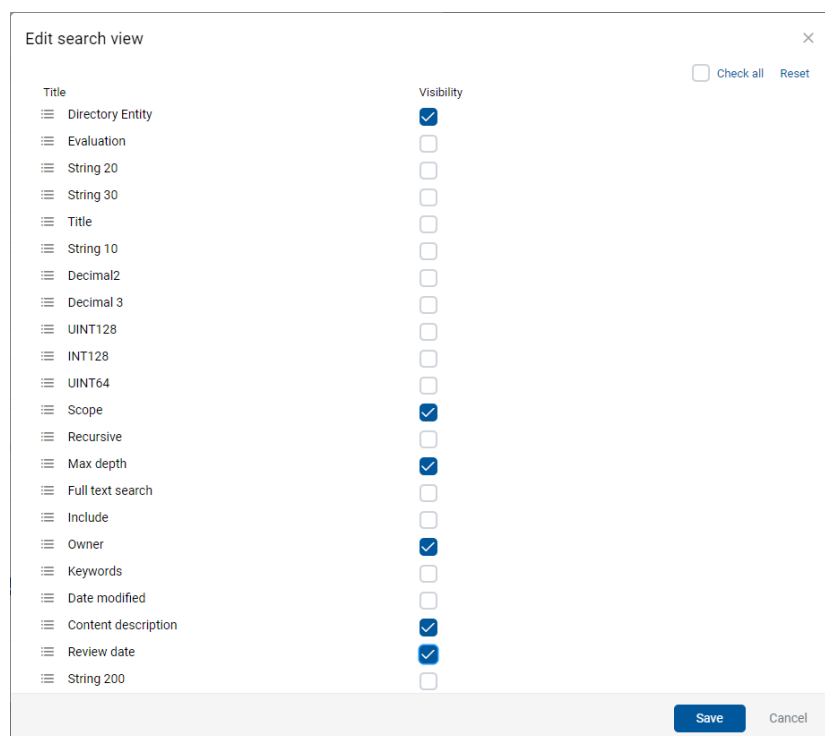 Edit search view
Check all Reset
Title Visibility
Directory Entity
Evaluation
String 20
String 30
Title
String 10
Decimal2
Decimal 3
UINT128
INT128
UINT64
Scope
Recursive
Max depth
Full text search
Include
Owner
Keywords
Date modified
Content description
Review date
String 200
Save Cancel